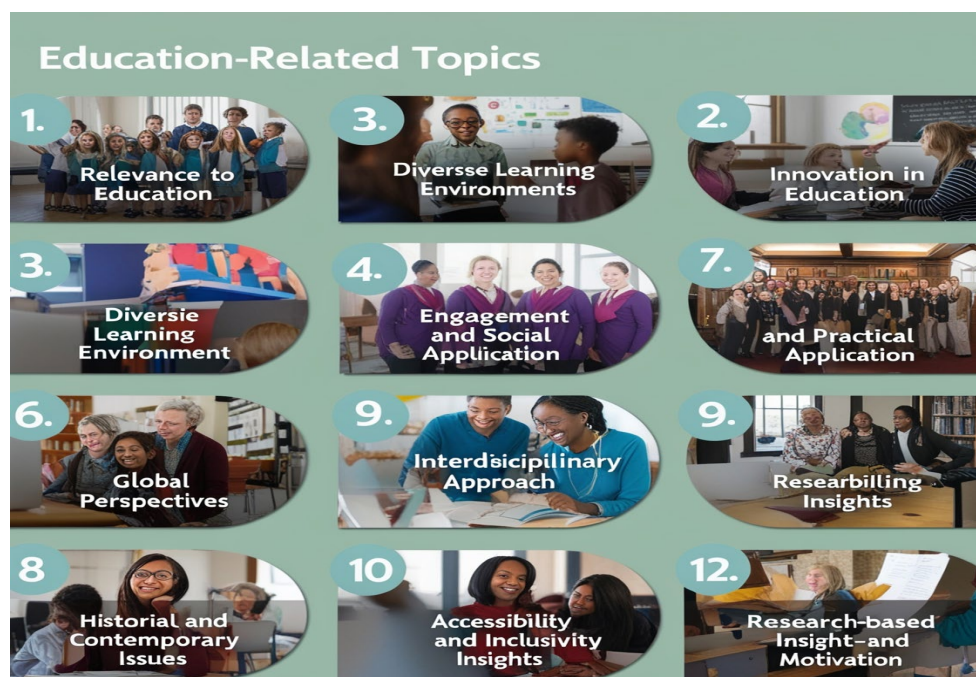 Education-Related Topics
1.
Relevance to
Education
3.
Diversse Learning
Environments
2.
Innovation in
Education
3.
Diversie
Learning
Environment
4.
Engagement
and Social
Application
7.
and Practical
Application
6.
Global
Perspectives
9.
Interdisicipilinary
Approach
9.
Researbilling
Insights
8
Historial and
Contemporary
Issues
10
Accessibility
and Inclusivity
Insights
12.
Research-based
Insight-and
Motivation